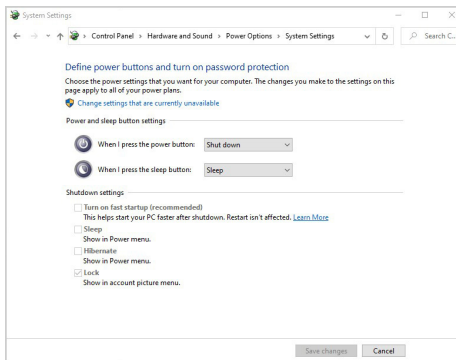 System Settings
Control Panel > Hardware and Sound > Power Options > System Settings
Search C...
Define power buttons and turn on password protection
Choose the power settings that you want for your computer. The changes you make to the settings on this
page apply to all of your power plans.
Change settings that are currently unavailable
Power and sleep button settings
When I press the power button: Shut down
When I press the sleep button: Sleep
Shutdown settings
Turn on fast startup (recommended)
This helps start your PC faster after shutdown. Restart isn't affected. Learn More
Sleep
Show in Power menu.
Hibernate
Show in Power menu.
Lock
Show in account picture menu.
Save changes Cancel